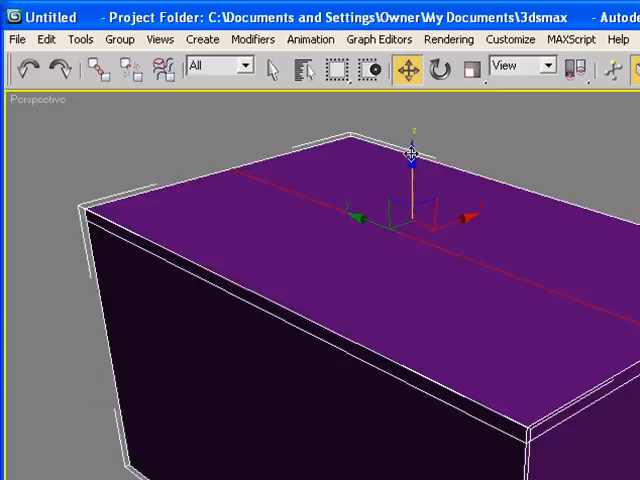 Untitled - Project Folder: C:\Documents and Settings\Owner\My Documents\3dsmax - Autode
File Edit Tools Group Views Create Modifiers Animation Graph Editors Rendering Customize MAXScript Help
All View
Perspective
z
y